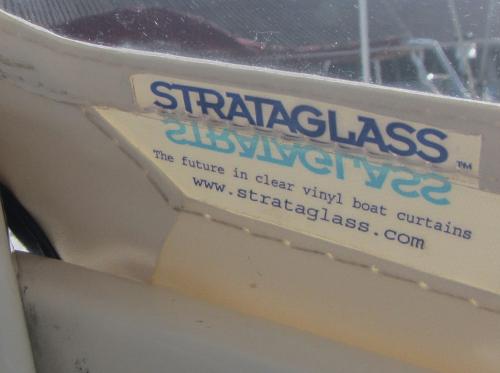 STRATAGLASS™
STRATAGLASS
The future in clear vinyl boat curtains
www.strataglass.com